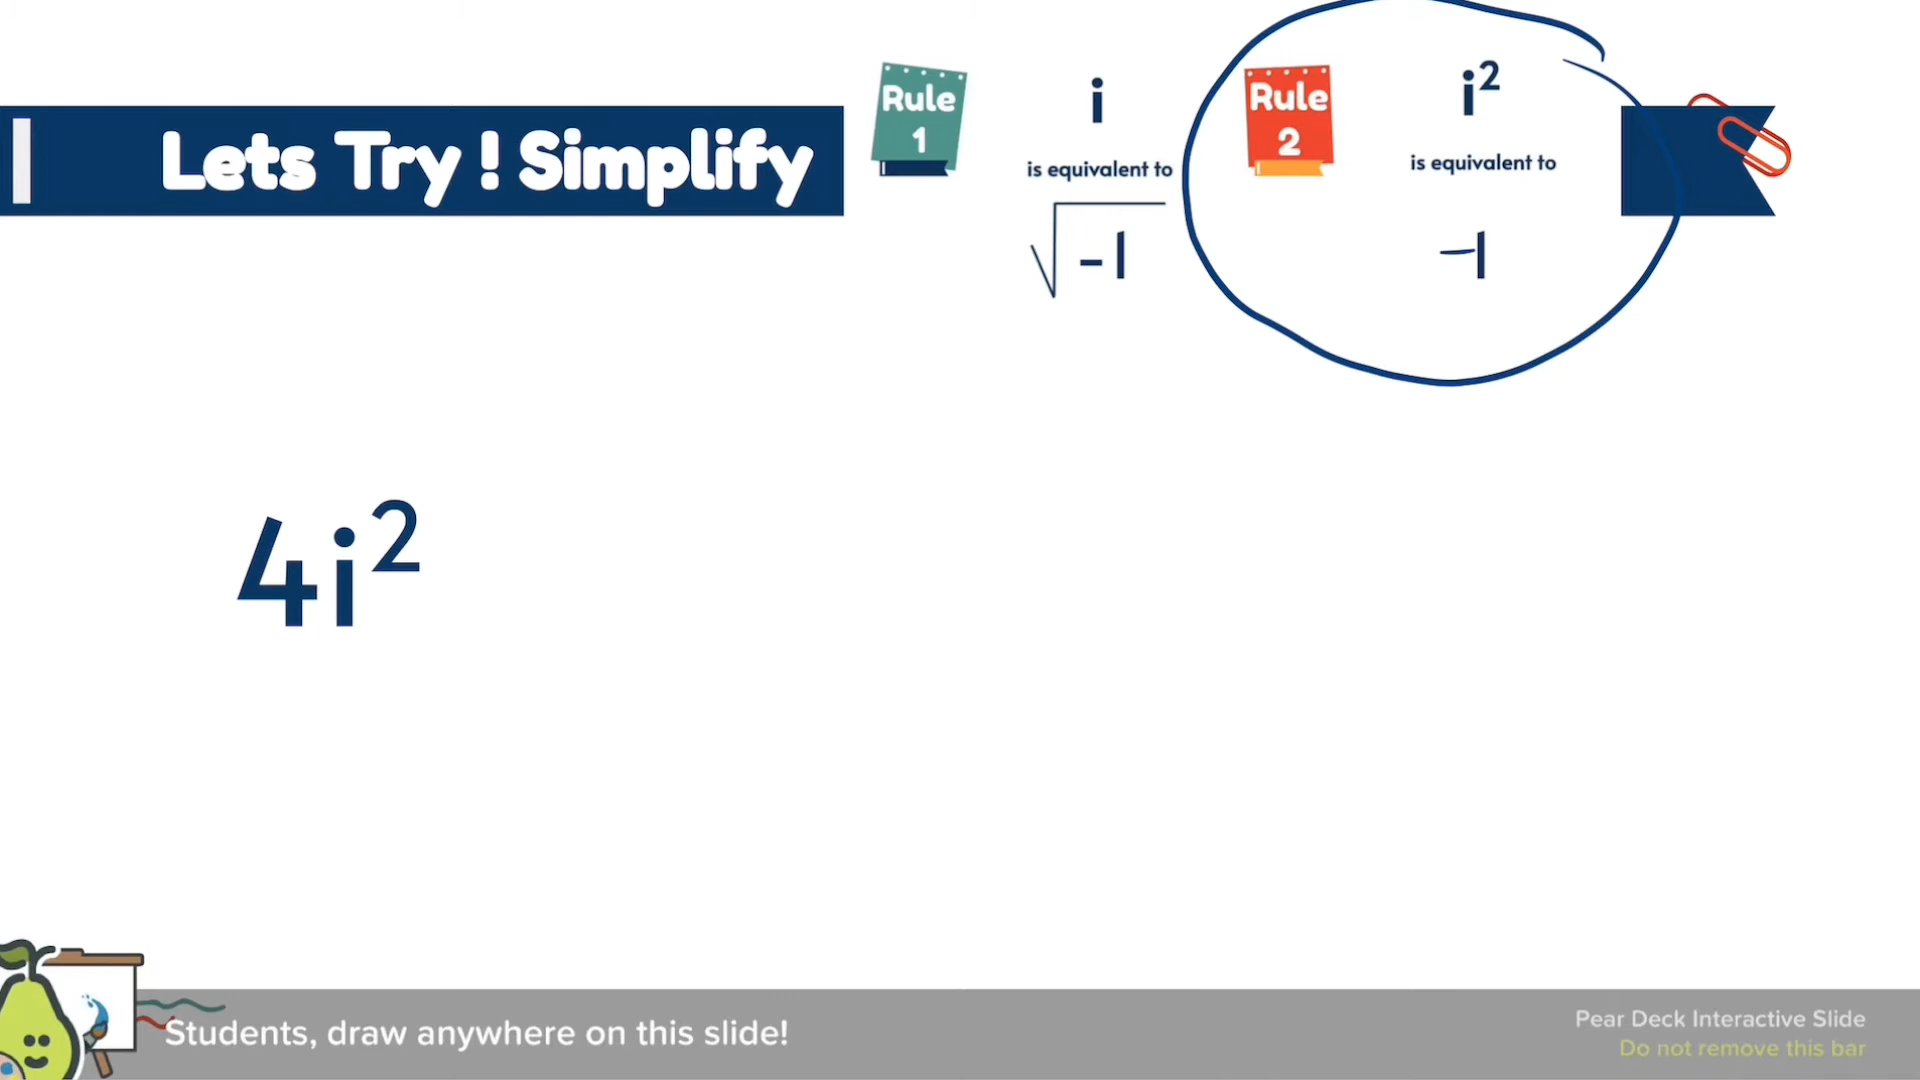 Lets Try ! Simplify
Rule
1
i
is equivalent to
√-1
Rule
2
i²
is equivalent to
-1
4i²
Students, draw anywhere on this slide!
Pear Deck Interactive Slide
Do not remove this bar